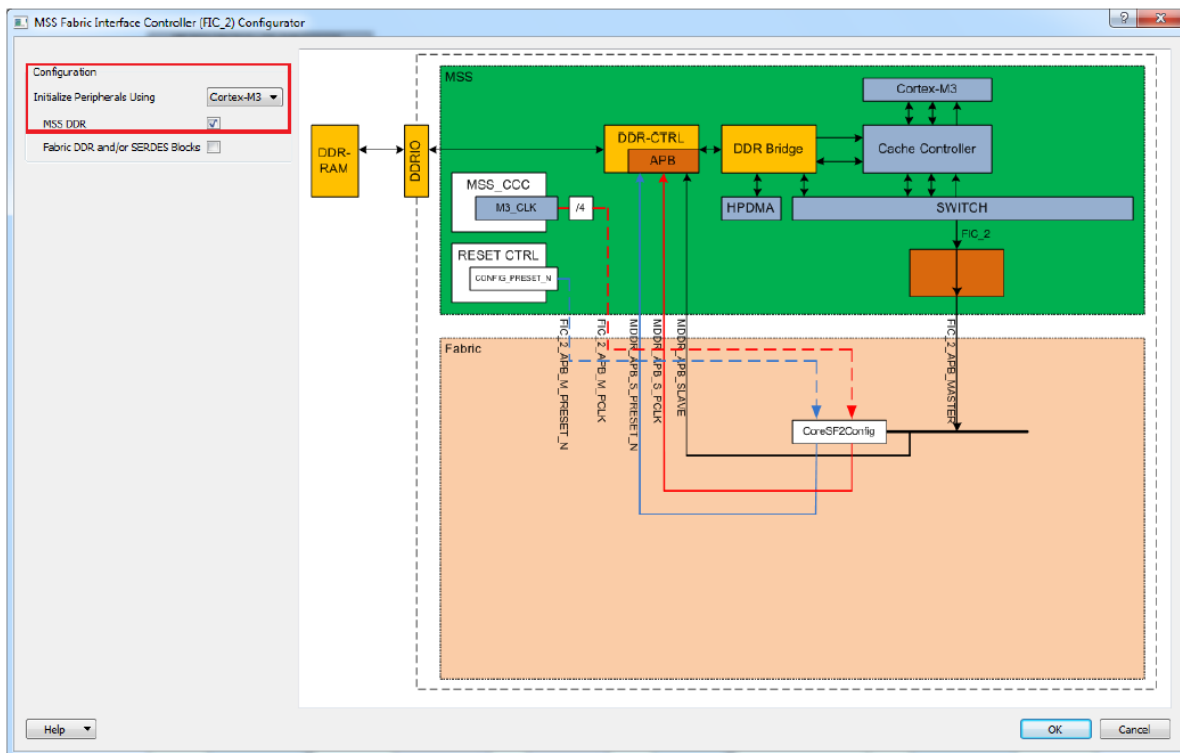 MSS Fabric Interface Controller (FIC_2) Configurator
Configuration
Initialize Peripherals Using Cortex-M3
MSS DDR
Fabric DDR and/or SERDES Blocks
MSS
Cortex-M3
DDR-RAM
DDRIO
DDR-CTRL
APB
DDR Bridge
Cache Controller
MSS_CCC
M3_CLK
/4
HPDMA
SWITCH
FIC_2
RESET CTRL
CONFIG_PRESET_N
FIC_2_APB_M_PRESET_N
FIC_2_APB_M_PCLK
MDDR_APB_S_PRESET_N
MDDR_APB_S_PCLK
MDDR_APB_SLAVE
FIC_2_APB_MASTER
Fabric
CoreSF2Config
Help
OK
Cancel